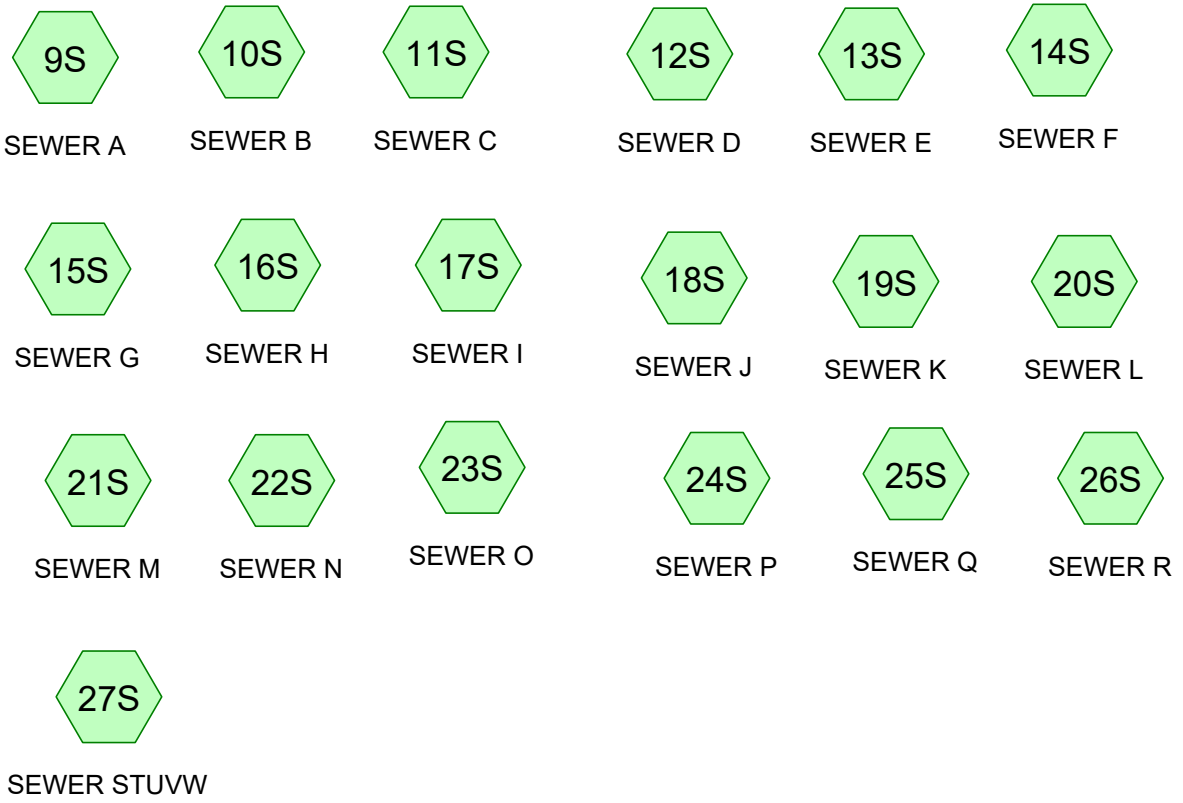 9S
10S
11S
12S
13S
14S
SEWER A
SEWER B
SEWER C
SEWER D
SEWER E
SEWER F
15S
16S
17S
18S
19S
20S
SEWER G
SEWER H
SEWER I
SEWER J
SEWER K
SEWER L
21S
22S
23S
24S
25S
26S
SEWER M
SEWER N
SEWER O
SEWER P
SEWER Q
SEWER R
27S
SEWER STUVW